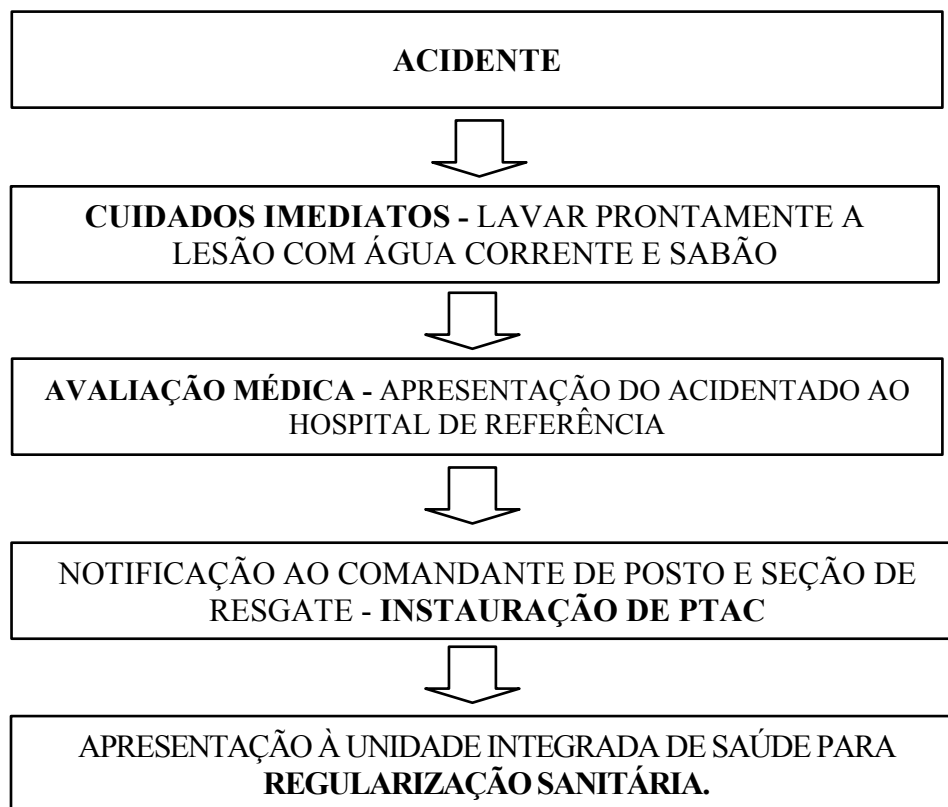 ACIDENTE
CUIDADOS IMEDIATOS - LAVAR PRONTAMENTE A
LESÃO COM ÁGUA CORRENTE E SABÃO
AVALIAÇÃO MÉDICA - APRESENTAÇÃO DO ACIDENTADO AO
HOSPITAL DE REFERÊNCIA
NOTIFICAÇÃO AO COMANDANTE DE POSTO E SEÇÃO DE
RESGATE - INSTAURAÇÃO DE PTAC
APRESENTAÇÃO À UNIDADE INTEGRADA DE SAÚDE PARA
REGULARIZAÇÃO SANITÁRIA.